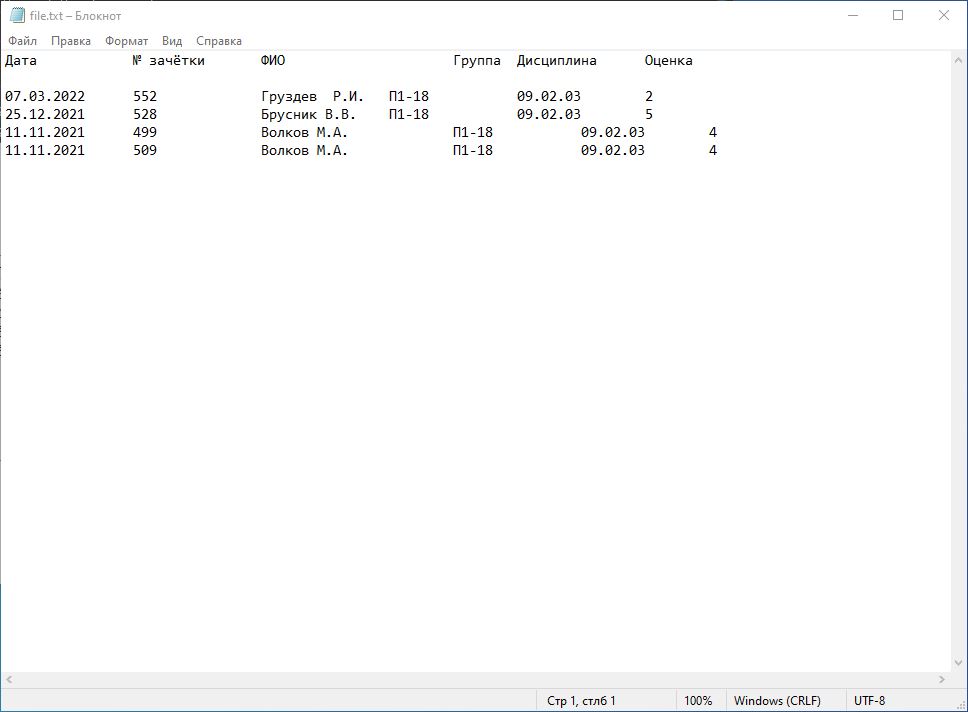 file.txt – Блокнот
Файл Правка Формат Вид Справка
Дата № зачётки ФИО Группа Дисциплина Оценка
07.03.2022 552 Груздев  Р.И. П1-18 09.02.03 2
25.12.2021 528 Брусник В.В. П1-18 09.02.03 5
11.11.2021 499 Волков М.А. П1-18 09.02.03 4
11.11.2021 509 Волков М.А. П1-18 09.02.03 4
Стр 1, стлб 1 100% Windows (CRLF) UTF-8